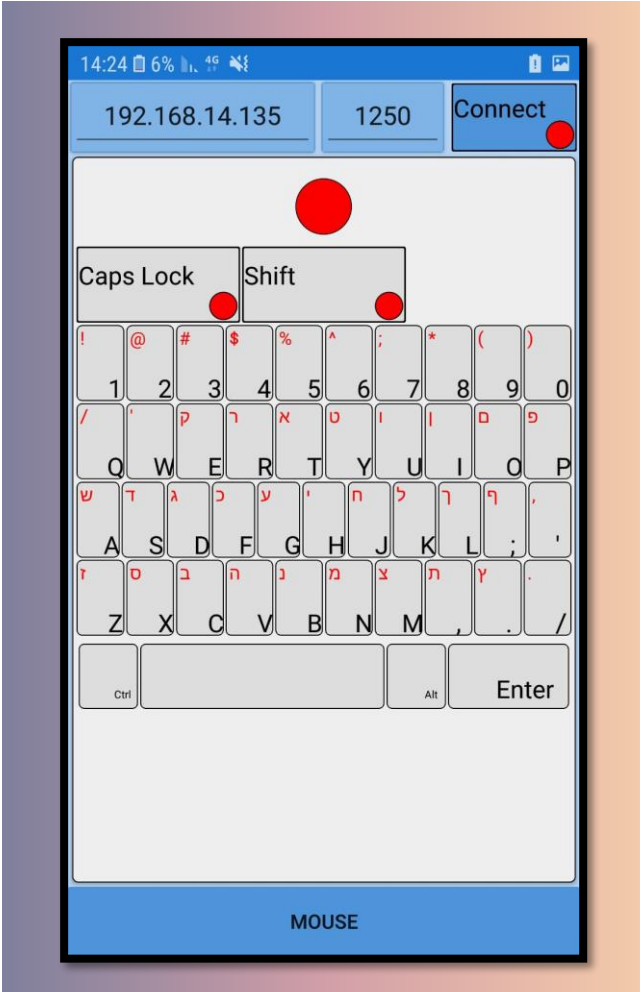 14:24 6% 4G
192.168.14.135 1250 Connect
Caps Lock Shift
! @ # $ % ^ ; * ( )
1 2 3 4 5 6 7 8 9 0
/ ' ק ר א ט ו ן ם פ
Q W E R T Y U I O P
ש ד ג כ ע י ח ל ך ף ,
A S D F G H J K L ; '
ז ס ב ה נ מ צ ת ץ .
Z X C V B N M , . /
Ctrl Alt Enter
MOUSE